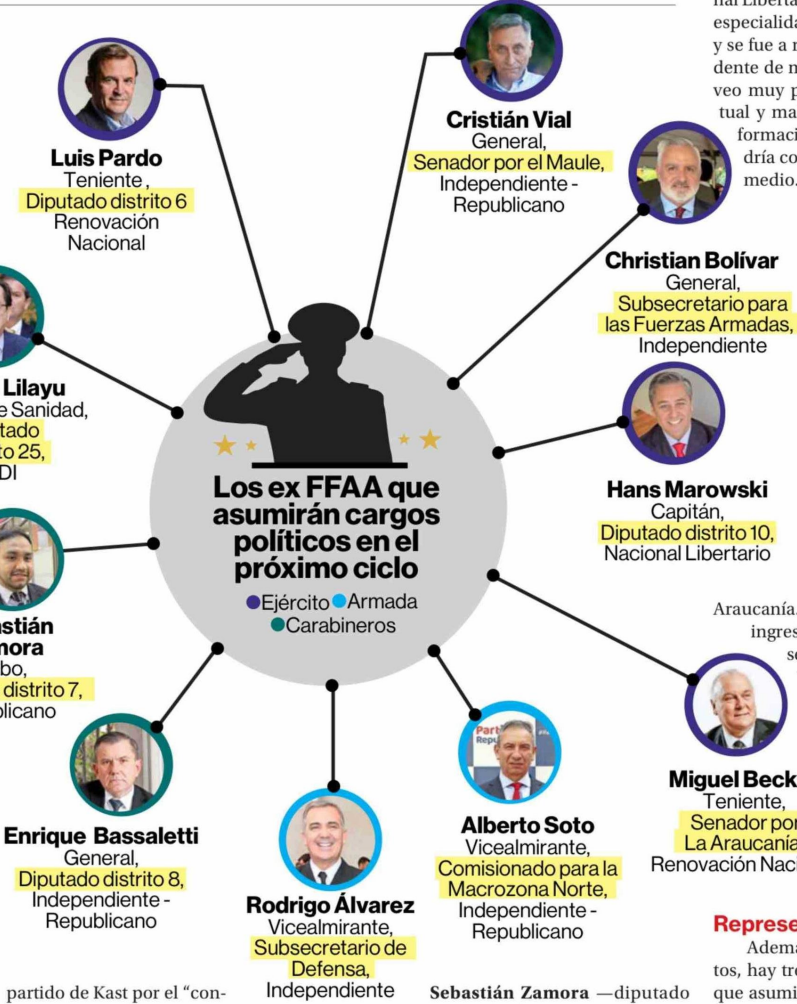 nal Liberta
especialida
y se fue a
dente de
veo muy p
tual y ma
formaci
dría co
medio.
Luis Pardo
Teniente,
Diputado distrito 6
Renovación
Nacional
Cristián Vial
General,
Senador por el Maule,
Independiente -
Republicano
Christian Bolívar
General,
Subsecretario para
las Fuerzas Armadas,
Independiente
Lilayu
e Sanidad,
tado
to 25,
DI
Hans Marowski
Capitán,
Diputado distrito 10,
Nacional Libertario
Los ex FFAA que
asumirán cargos
políticos en el
próximo ciclo
Ejército Armada
Carabineros
stián
mora
bo,
distrito 7,
blicano
Araucanía.
ingres
se
Miguel Beck
Teniente,
Senador por
La Araucanía
Renovación Naci
Enrique Bassaletti
General,
Diputado distrito 8,
Independiente -
Republicano
Rodrigo Álvarez
Vicealmirante,
Subsecretario de
Defensa,
Independiente
Part
Repu
Alberto Soto
Vicealmirante,
Comisionado para la
Macrozona Norte,
Independiente -
Republicano
Represe
Adema
tos, hay tre
que asumi
partido de Kast por el “con-
Sebastián Zamora —diputado